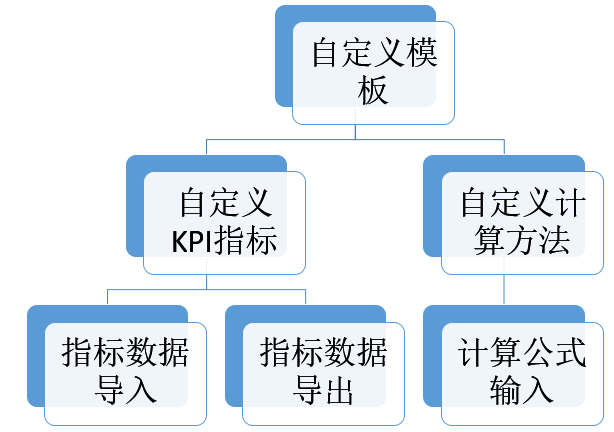 自定义模
板
自定义
KPI指标
自定义计
算方法
指标数据
导入
指标数据
导出
计算公式
输入